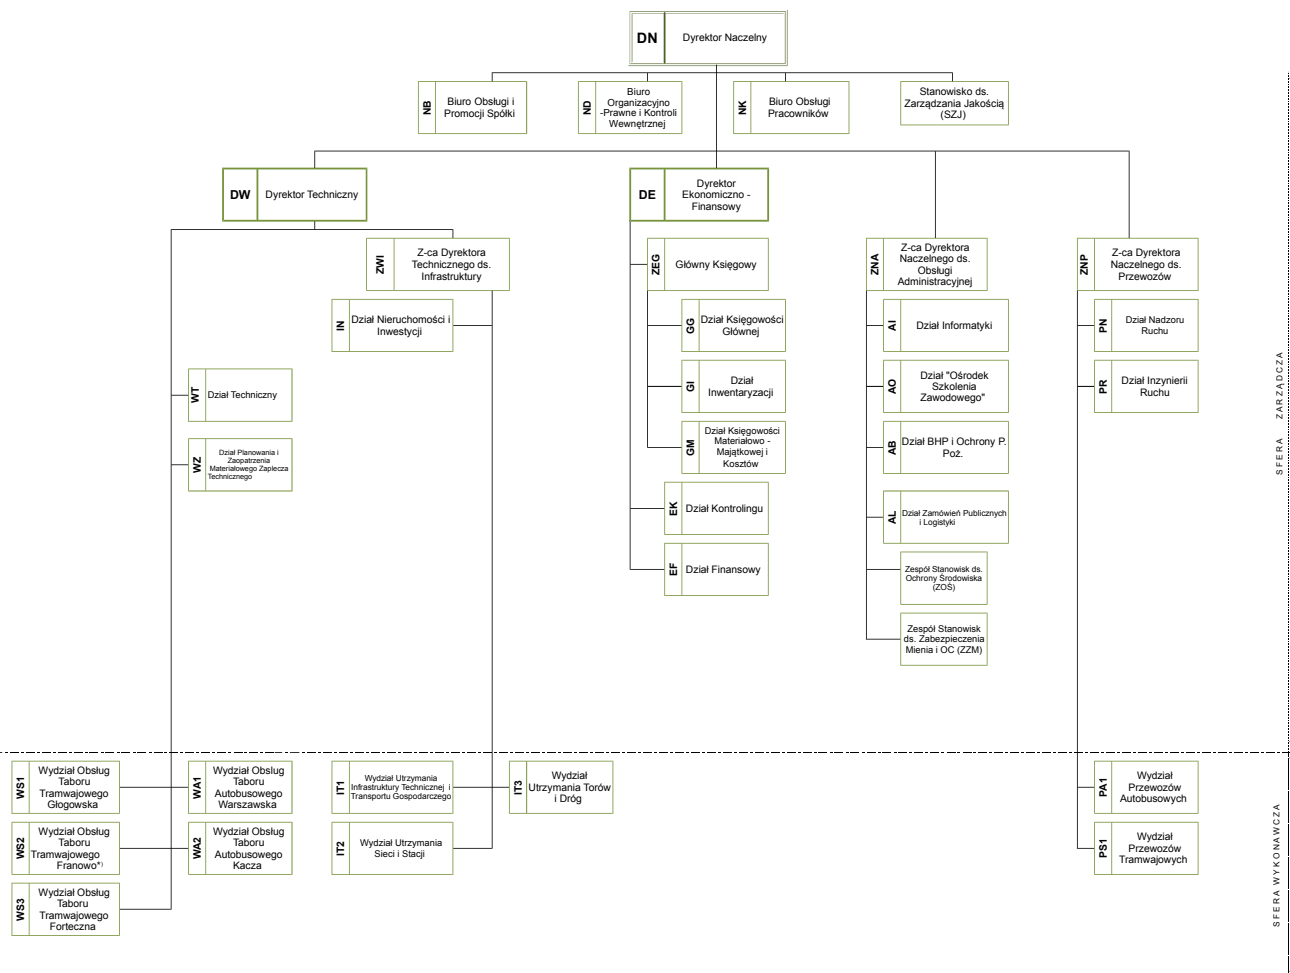 DN
Dyrektor Naczelny
NB
Biuro Obsługi i
Promocji Spółki
ND
Biuro
Organizacyjno
-Prawne i Kontroli
Wewnętrznej
NK
Biuro Obsługi
Pracowników
Stanowisko ds.
Zarządzania Jakością
(SZJ)
DW
Dyrektor Techniczny
DE
Dyrektor
Ekonomiczno -
Finansowy
ZWI
Z-ca Dyrektora
Technicznego ds.
Infrastruktury
ZEG
Główny Księgowy
ZNA
Z-ca Dyrektora
Naczelnego ds.
Obsługi
Administracyjnej
ZNP
Z-ca Dyrektora
Naczelnego ds.
Przewozów
IN
Dział Nieruchomości i
Inwestycji
GG
Dział Księgowości
Głównej
AI
Dział Informatyki
PN
Dział Nadzoru
Ruchu
WT
Dział Techniczny
GI
Dział
Inwentaryzacji
AO
Dział "Ośrodek
Szkolenia
Zawodowego"
PR
Dział Inzynierii
Ruchu
WZ
Dział Planowania i
Zaopatrzenia
Materiałowego Zaplecza
Technicznego
GM
Dział Księgowości
Materiałowo -
Majątkowej i
Kosztów
AB
Dział BHP i Ochrony P.
Poż.
EK
Dział Kontrolingu
AL
Dział Zamówień Publicznych
i Logistyki
EF
Dział Finansowy
Zespół Stanowisk ds.
Ochrony Środowiska
(ZOŚ)
Zespół Stanowisk
ds. Zabezpieczenia
Mienia i OC (ZZM)
SFERA ZARZĄDCZA
WS1
Wydział Obsług
Taboru
Tramwajowego
Głogowska
WA1
Wydział Obslug
Taboru
Autobusowego
Warszawska
IT1
Wydział Utrzymania
Infrastruktury Technicznej i
Transportu Gospodarczego
IT3
Wydział
Utrzymania Torów
i Dróg
PA1
Wydział
Przewozów
Autobusowych
WS2
Wydział Obsług
Taboru
Tramwajowego
Franowo*)
WA2
Wydział Obsług
Taboru
Autobusowego
Kacza
IT2
Wydział Utrzymania
Sieci i Stacji
PS1
Wydział
Przewozów
Tramwajowych
WS3
Wydział Obsług
Taboru
Tramwajowego
Forteczna
SFERA WYKONAWCZA